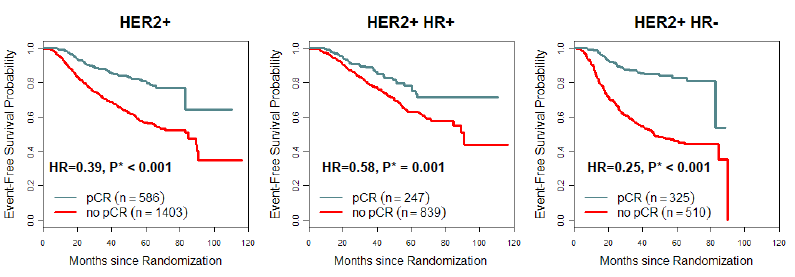 HER2+
Event-Free Survival Probability
1.0
0.8
0.6
0.4
0.2
0.0
HR=0.39, P* < 0.001
pCR (n = 586)
no pCR (n = 1403)
0 20 40 60 80 100 120
Months since Randomization
HER2+ HR+
Event-Free Survival Probability
1.0
0.8
0.6
0.4
0.2
0.0
HR=0.58, P* = 0.001
pCR (n = 247)
no pCR (n = 839)
0 20 40 60 80 100 120
Months since Randomization
HER2+ HR-
Event-Free Survival Probability
1.0
0.8
0.6
0.4
0.2
0.0
HR=0.25, P* < 0.001
pCR (n = 325)
no pCR (n = 510)
0 20 40 60 80 100 120
Months since Randomization